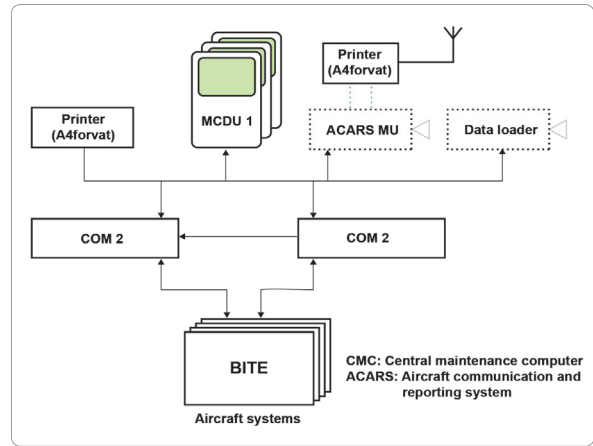 Printer
(A4forvat)
MCDU 1
Printer
(A4forvat)
ACARS MU
Data loader
COM 2
COM 2
BITE
Aircraft systems
CMC: Central maintenance computer
ACARS: Aircraft communication and
reporting system